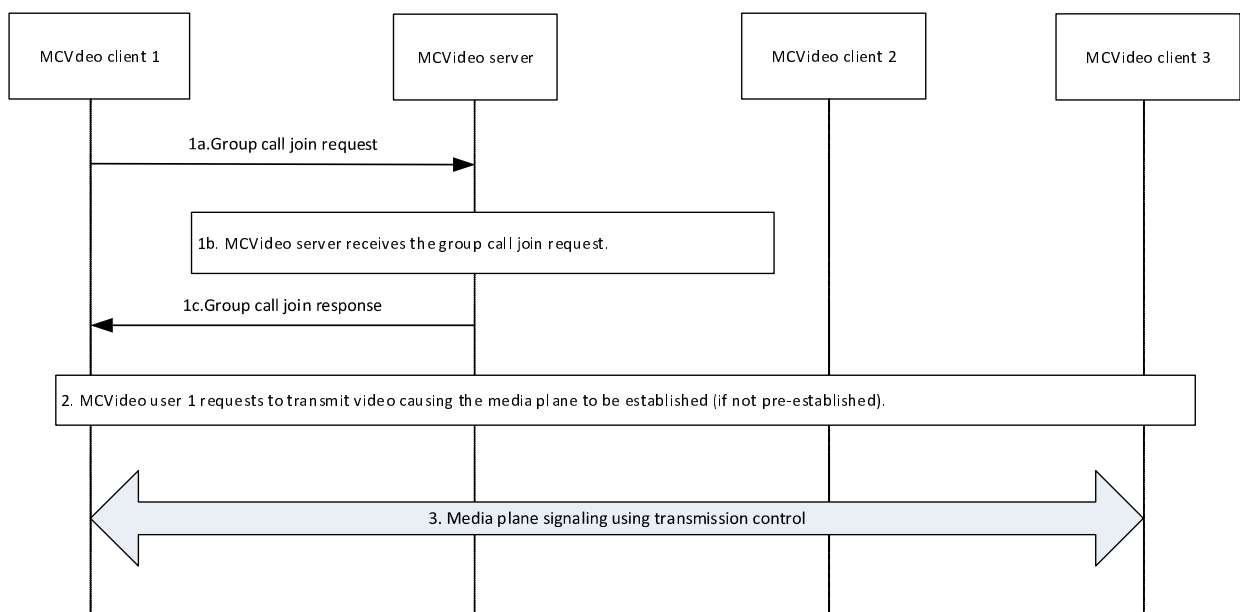 MCVdeo client 1
MCVideo server
MCVideo client 2
MCVideo client 3
1a.Group call join request
1b. MCVideo server receives the group call join request.
1c.Group call join response
2. MCVideo user 1 requests to transmit video causing the media plane to be established (if not pre-established).
3. Media plane signaling using transmission control